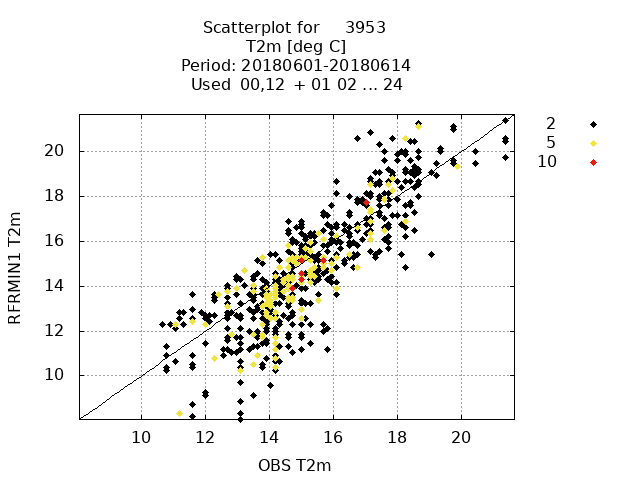 Scatterplot for 3953
T2m [deg C]
Period: 20180601-20180614
Used 00,12 + 01 02 ... 24
2
5
10
20
18
16
14
12
10
RFRMIN1 T2m
10 12 14 16 18 20
OBS T2m